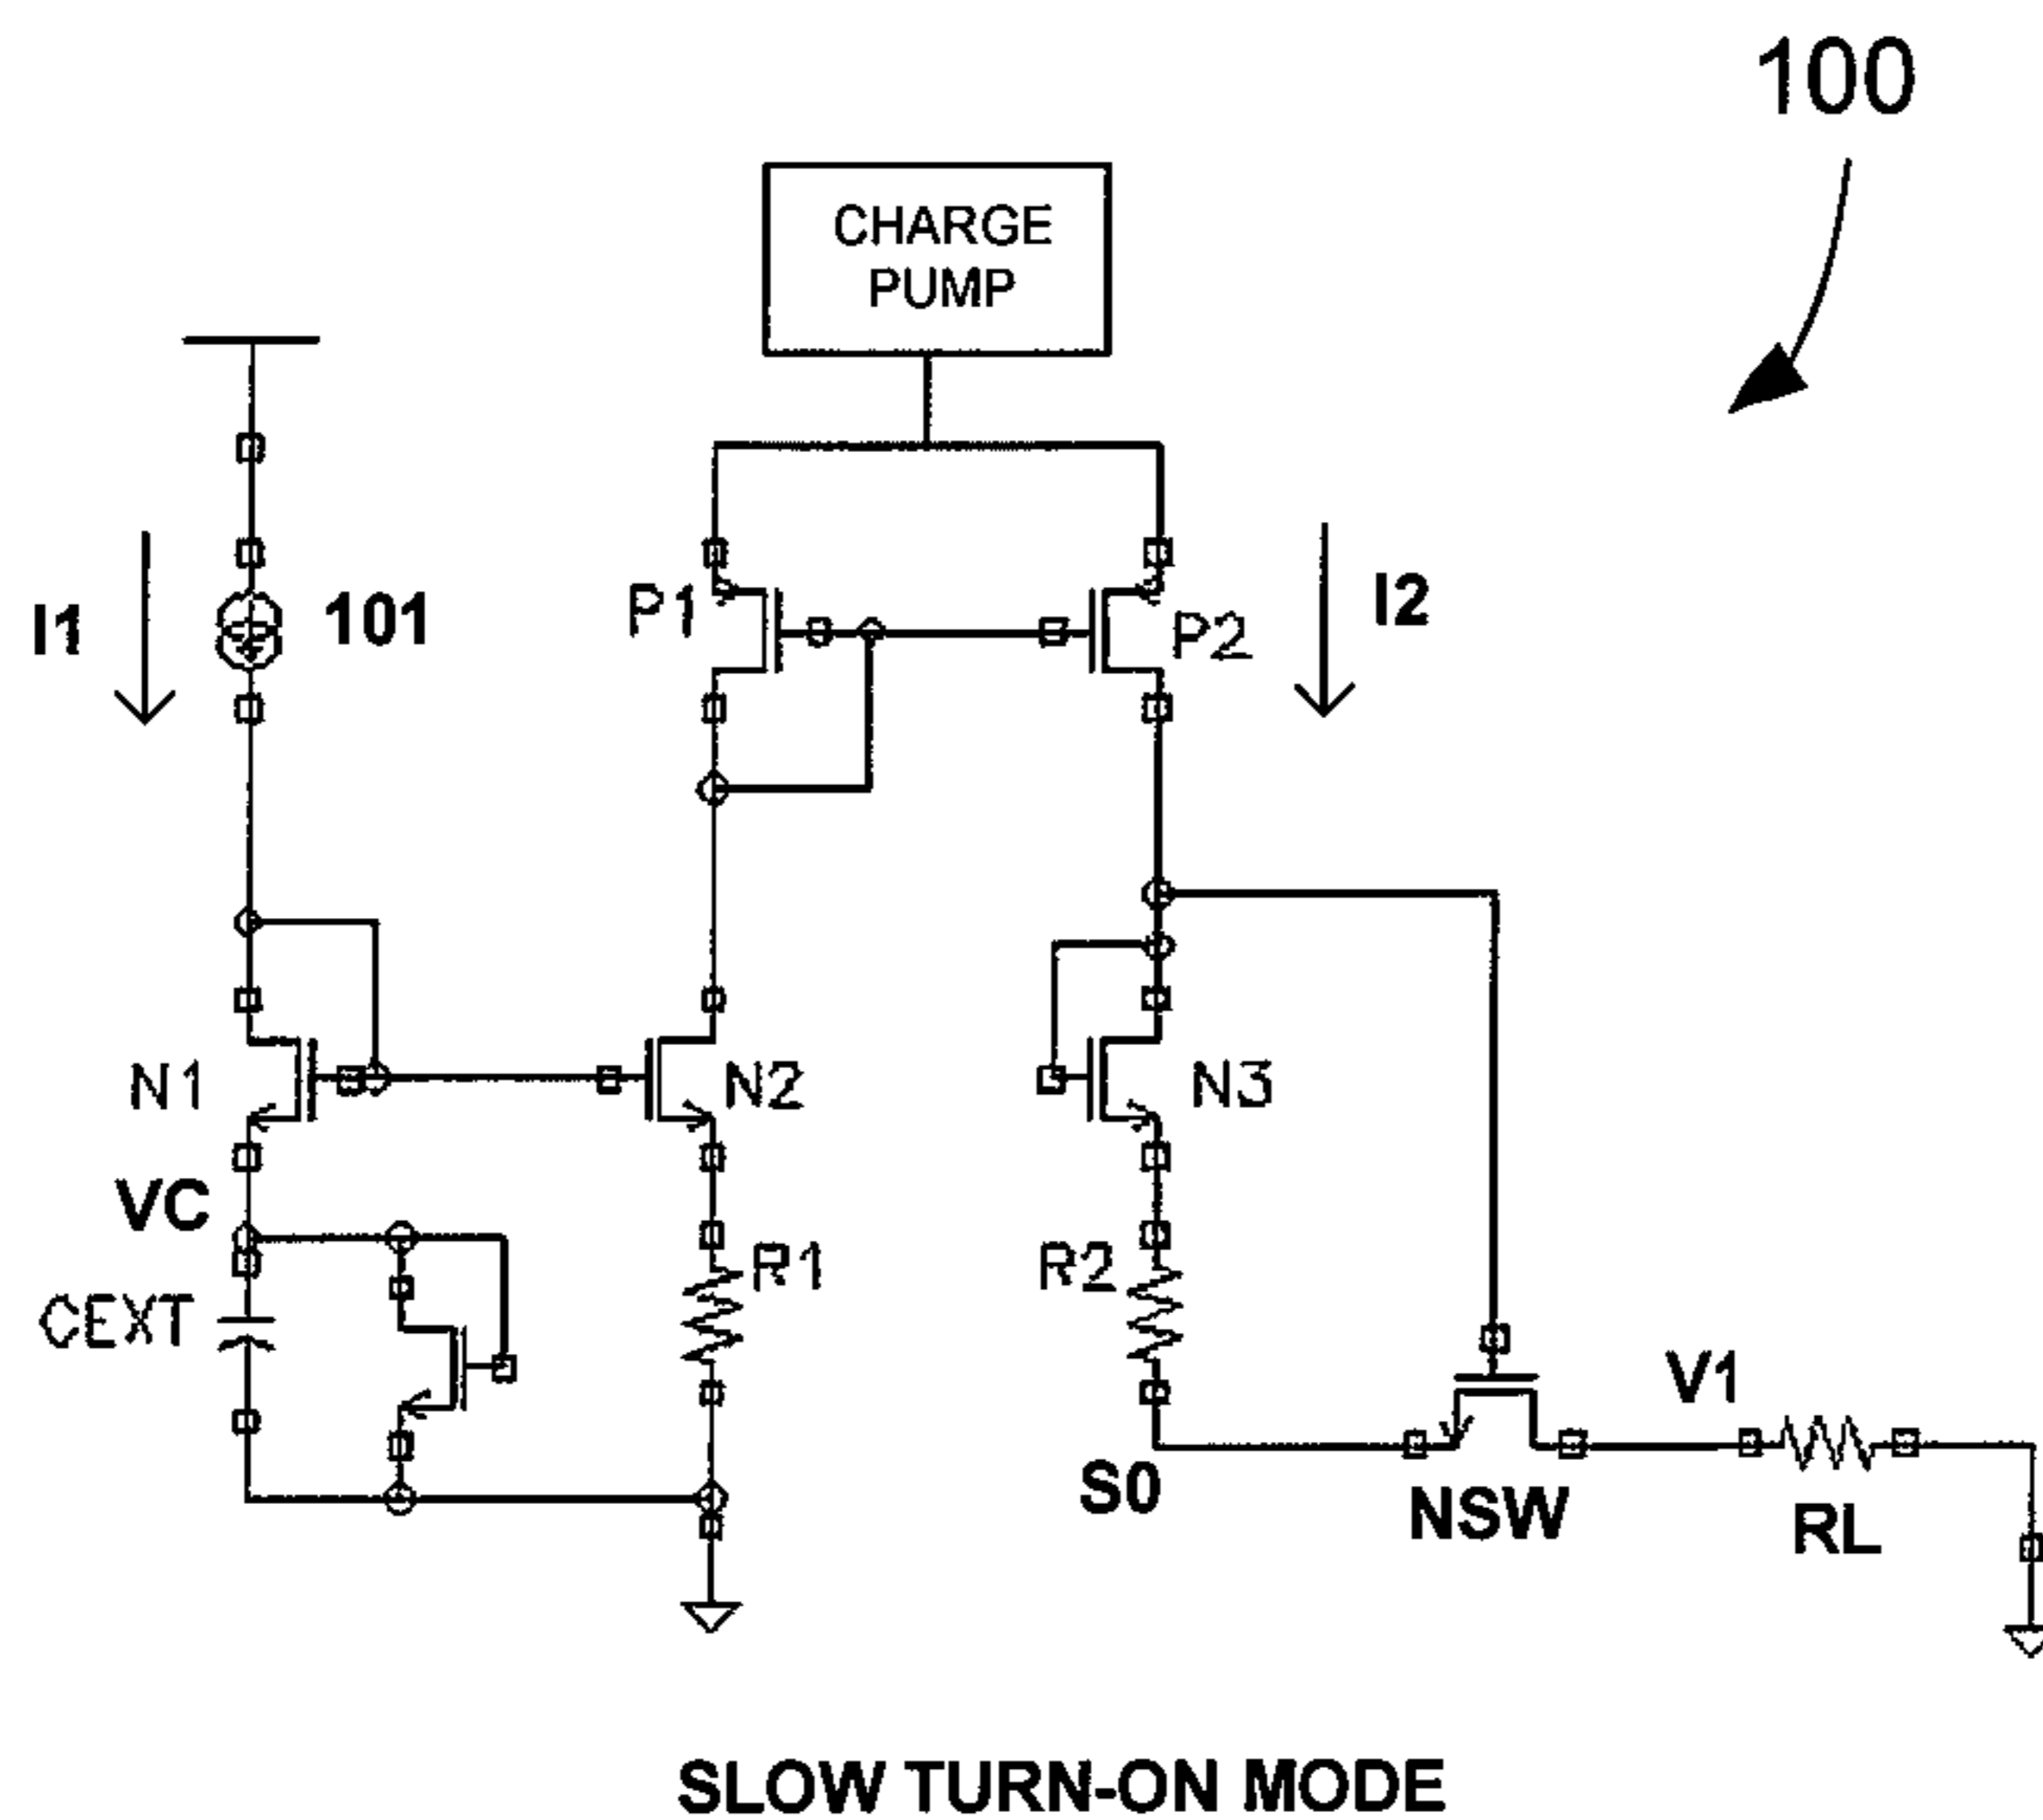 100
CHARGE
PUMP
I1
101
P1
P2
I2
N1
N2
N3
VC
CEXT
R1
R2
S0
NSW
V1
RL
SLOW TURN-ON MODE